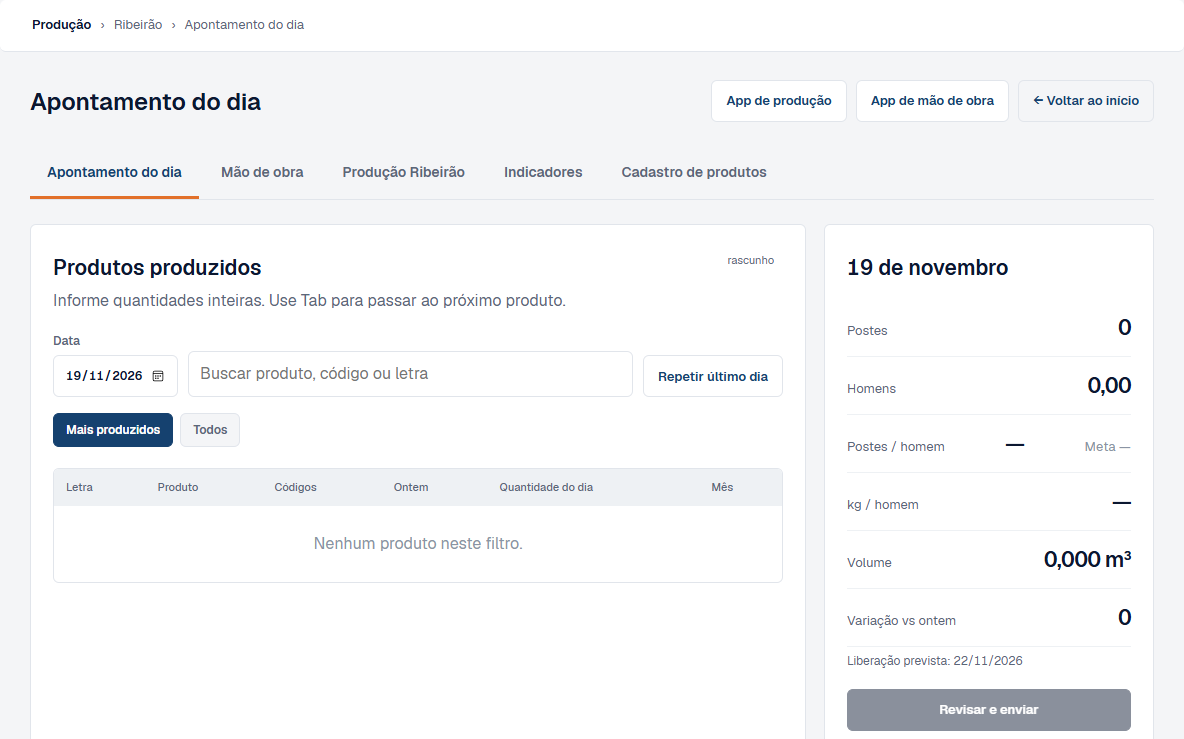 Produção › Ribeirão › Apontamento do dia
Apontamento do dia
App de produção
App de mão de obra
← Voltar ao início
Apontamento do dia
Mão de obra
Produção Ribeirão
Indicadores
Cadastro de produtos
Produtos produzidos
rascunho
Informe quantidades inteiras. Use Tab para passar ao próximo produto.
Data
19/11/2026
Buscar produto, código ou letra
Repetir último dia
Mais produzidos
Todos
Letra Produto Códigos Ontem Quantidade do dia Mês
Nenhum produto neste filtro.
19 de novembro
Postes 0
Homens 0,00
Postes / homem — Meta —
kg / homem —
Volume 0,000 m³
Variação vs ontem 0
Liberação prevista: 22/11/2026
Revisar e enviar